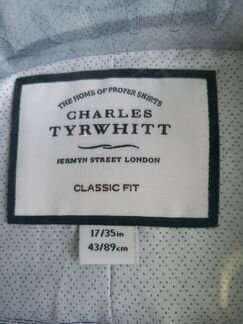 THE HOME OF PROPER SHIRTS
CHARLES
TYRWHITT
JERMYN STREET LONDON
CLASSIC FIT
17/35in
43/89cm